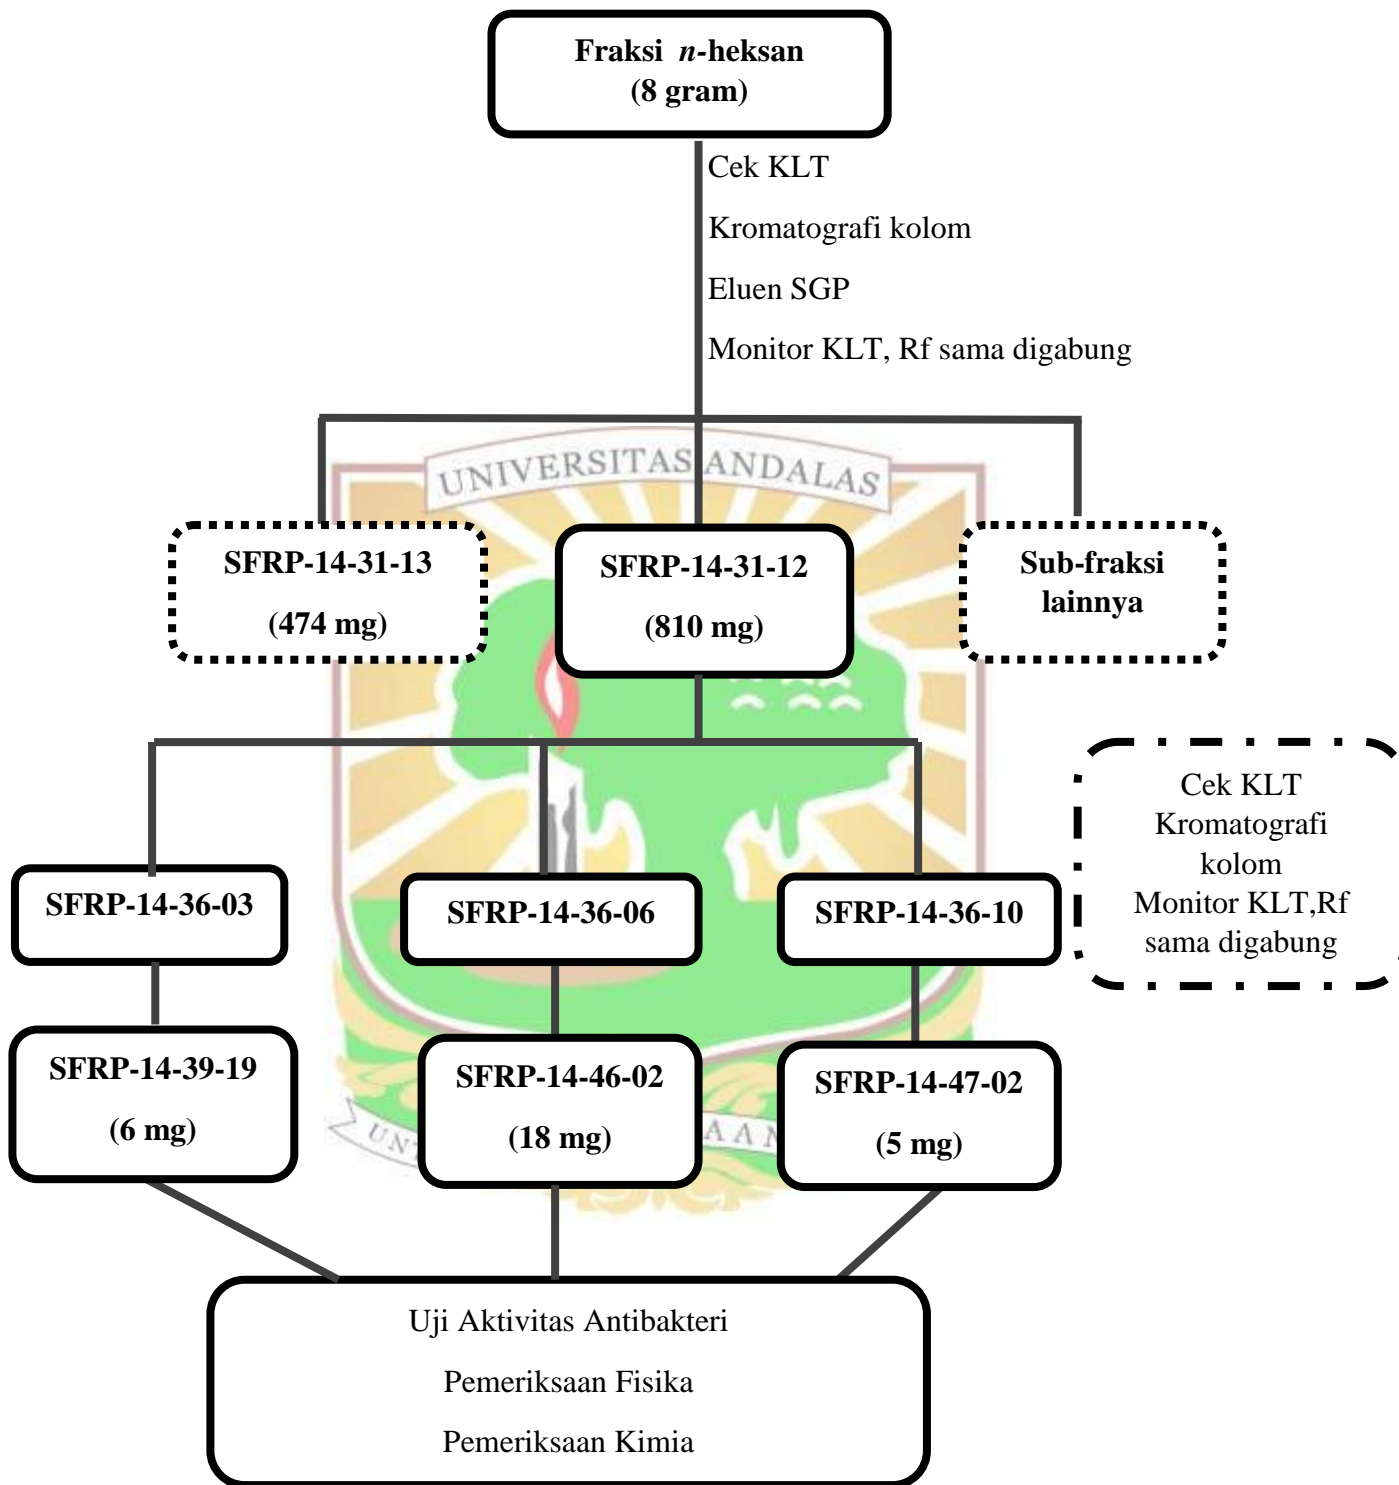 Fraksi n-heksan
(8 gram)
Cek KLT
Kromatografi kolom
Eluen SGP
Monitor KLT, Rf sama digabung
UNIVERSITAS ANDALAS
SFRP-14-31-13
(474 mg)
SFRP-14-31-12
(810 mg)
Sub-fraksi
lainnya
Cek KLT
Kromatografi
kolom
Monitor KLT,Rf
sama digabung
SFRP-14-36-03
SFRP-14-36-06
SFRP-14-36-10
SFRP-14-39-19
(6 mg)
SFRP-14-46-02
(18 mg)
SFRP-14-47-02
(5 mg)
Uji Aktivitas Antibakteri
Pemeriksaan Fisika
Pemeriksaan Kimia